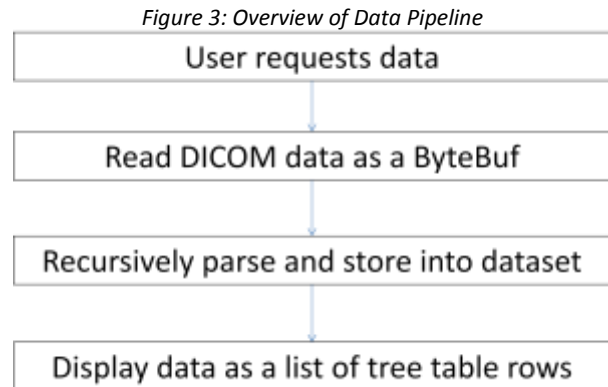 Figure 3: Overview of Data Pipeline
User requests data
Read DICOM data as a ByteBuf
Recursively parse and store into dataset
Display data as a list of tree table rows